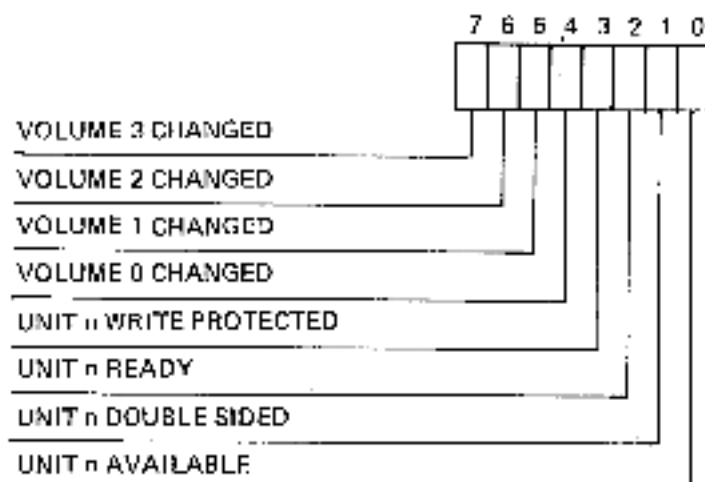 7 6 5 4 3 2 1 0
VOLUME 3 CHANGED
VOLUME 2 CHANGED
VOLUME 1 CHANGED
VOLUME 0 CHANGED
UNIT n WRITE PROTECTED
UNIT n READY
UNIT n DOUBLE SIDED
UNIT n AVAILABLE